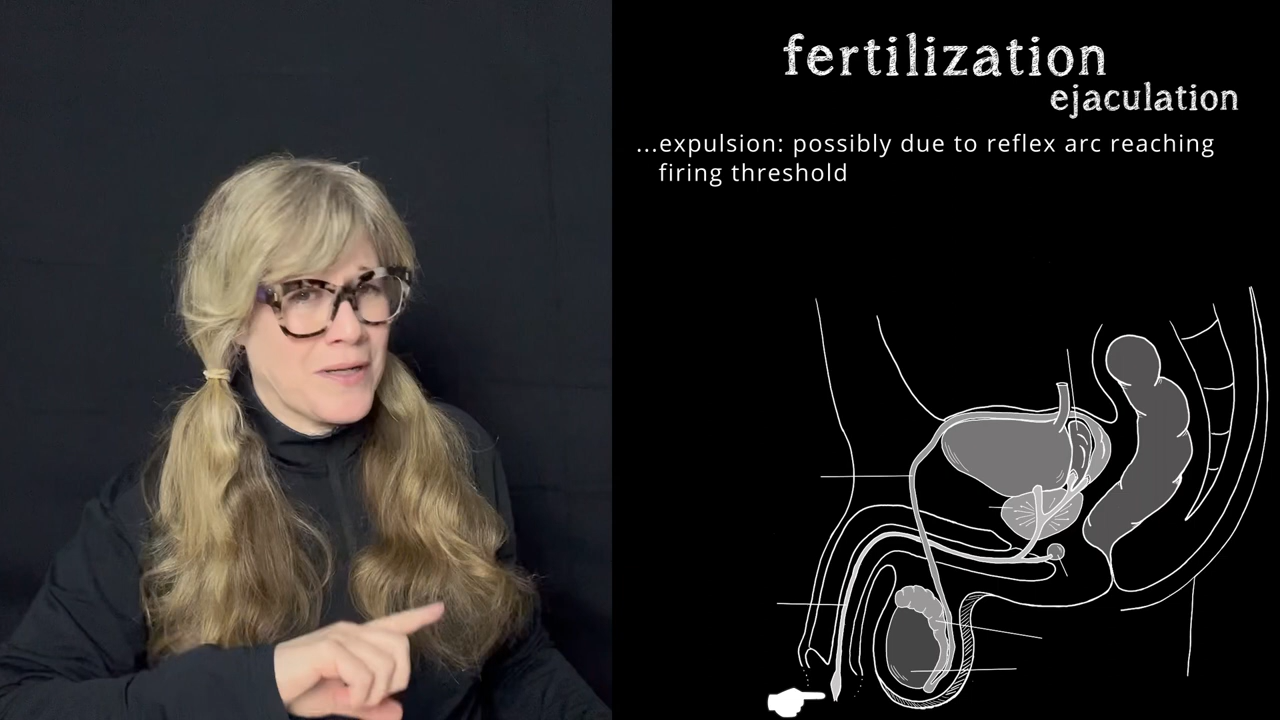 fertilization
ejaculation
...expulsion: possibly due to reflex arc reaching
firing threshold